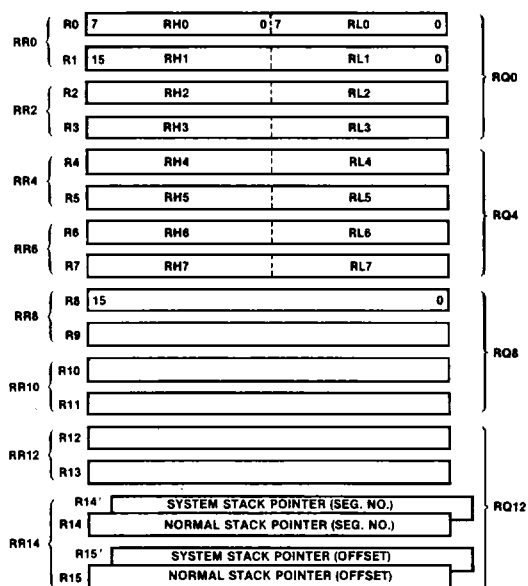 R0 7 RH0 0 7 RL0 0
RR0
R1 15 RH1 RL1 0
RQ0
R2 RH2 RL2
RR2
R3 RH3 RL3
R4 RH4 RL4
RR4
R5 RH5 RL5
RQ4
R6 RH6 RL6
RR6
R7 RH7 RL7
R8 15 0
RR8
R9
RQ8
R10
RR10
R11
R12
RR12
R13
RQ12
R14' SYSTEM STACK POINTER (SEG. NO.)
R14 NORMAL STACK POINTER (SEG. NO.)
RR14
R15' SYSTEM STACK POINTER (OFFSET)
R15 NORMAL STACK POINTER (OFFSET)